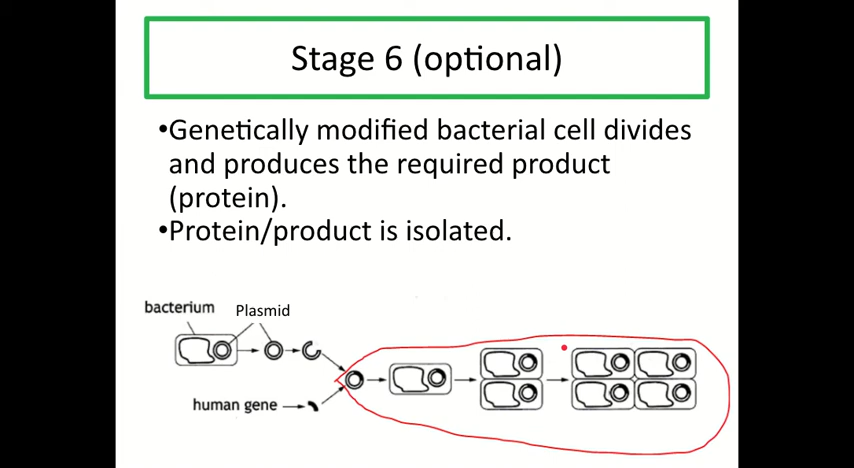 Stage 6 (optional)
•Genetically modified bacterial cell divides
and produces the required product
(protein).
•Protein/product is isolated.
bacterium
Plasmid
human gene